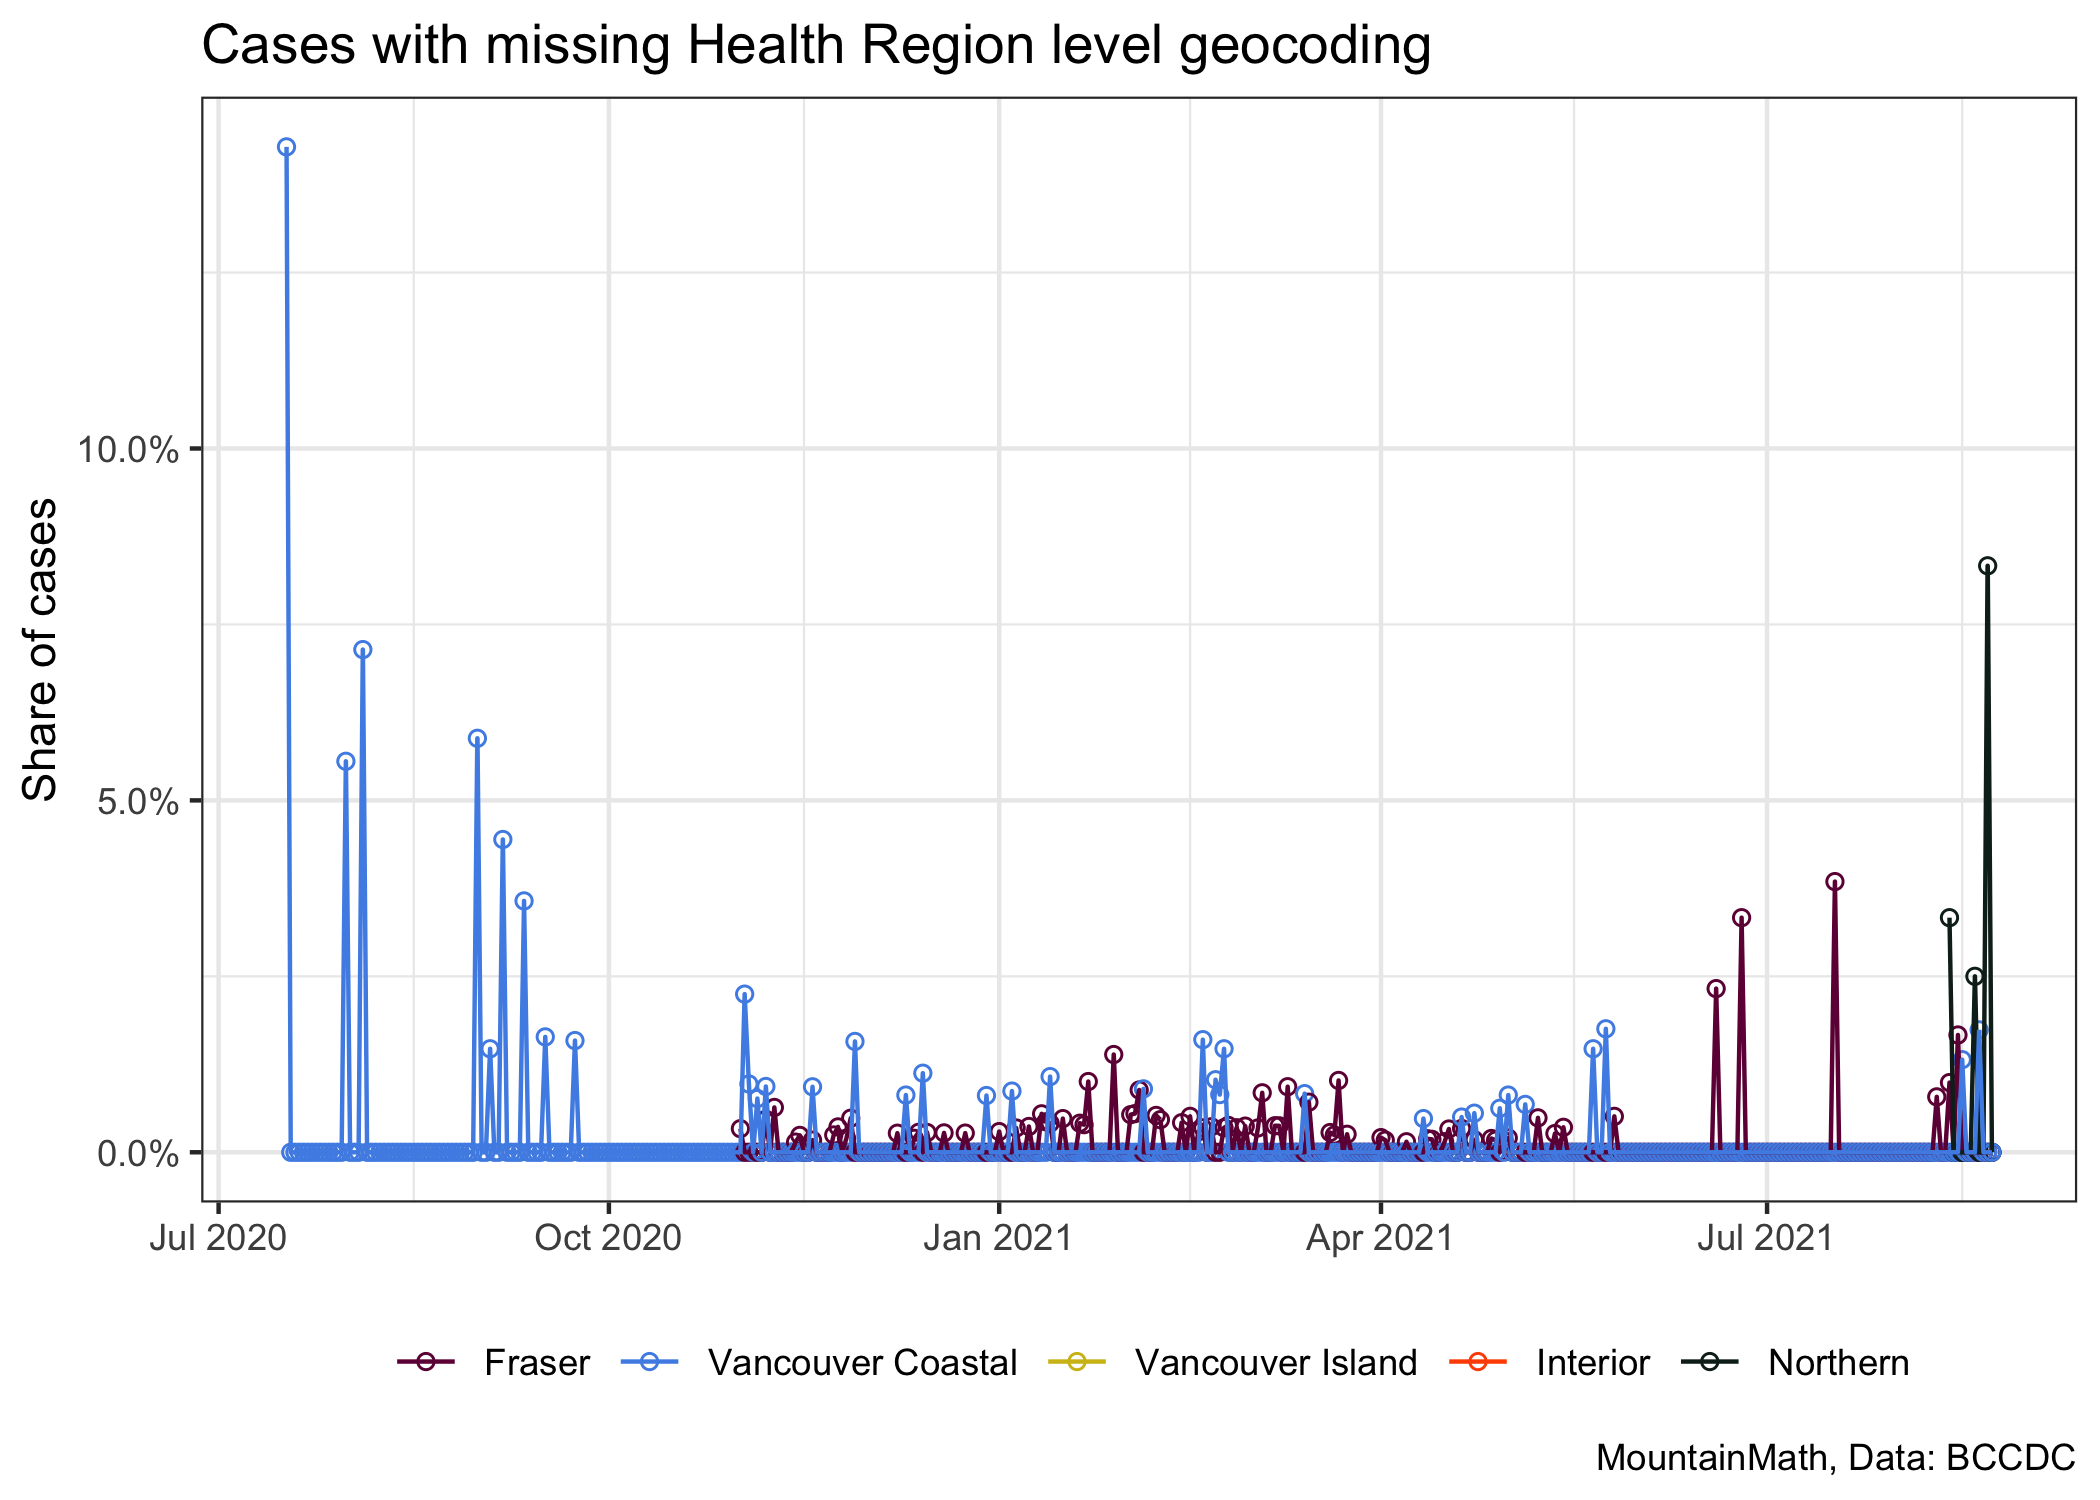 Cases with missing Health Region level geocoding
Share of cases
10.0%
5.0%
0.0%
Jul 2020 Oct 2020 Jan 2021 Apr 2021 Jul 2021
Fraser Vancouver Coastal Vancouver Island Interior Northern
MountainMath, Data: BCCDC